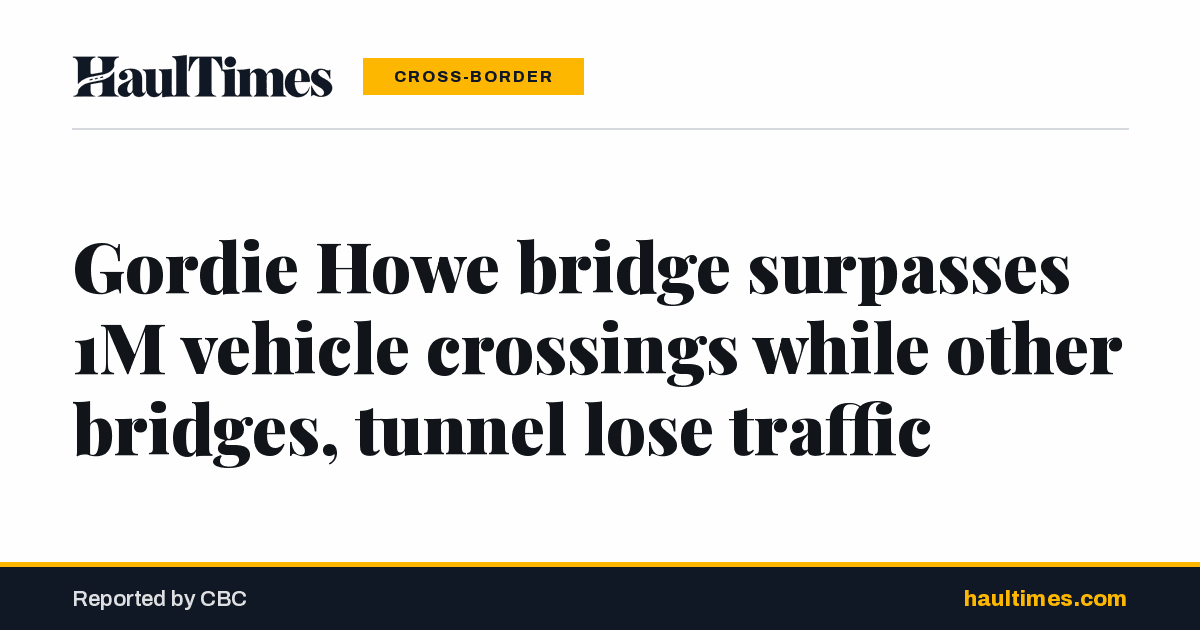 HaulTimes
CROSS-BORDER
Gordie Howe bridge surpasses
1M vehicle crossings while other
bridges, tunnel lose traffic
Reported by CBC
haultimes.com